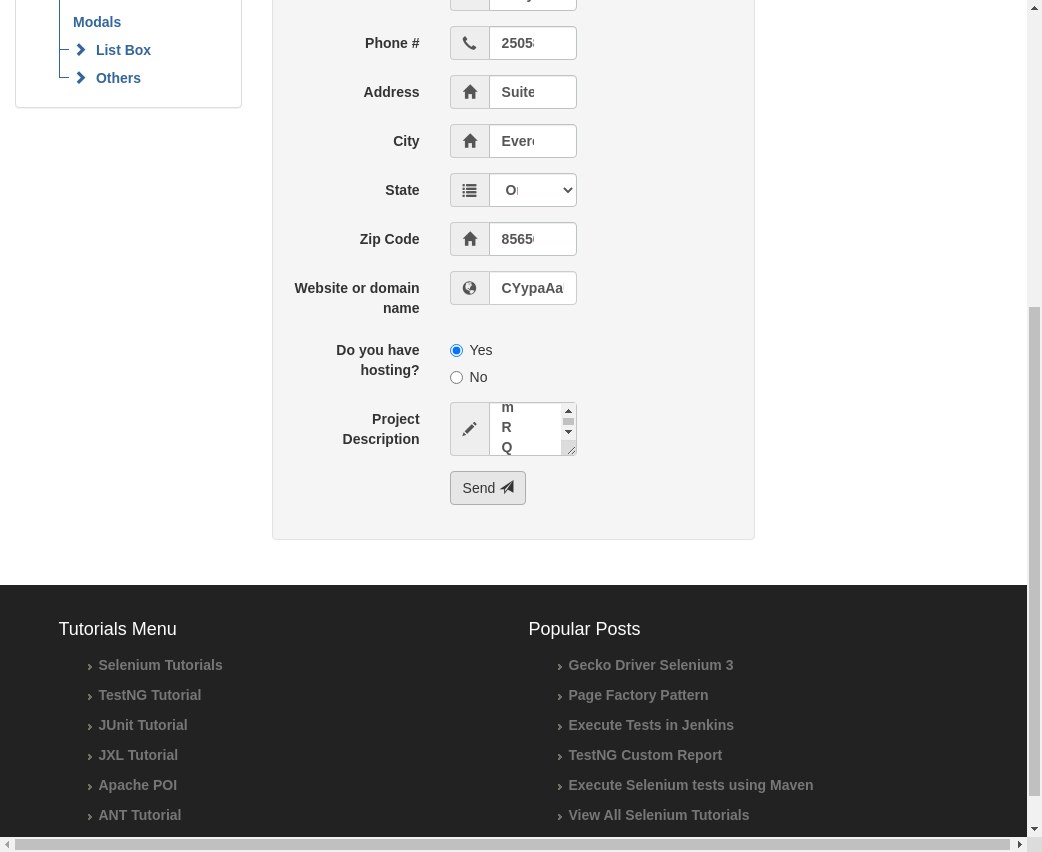 Modals
List Box
Others
Phone #
Address
Suite
City
State
Zip Code
Website or domain
name
CYypaAa
Do you have
hosting?
Yes
No
Project
Description
m
R
Q
Send
Tutorials Menu
Selenium Tutorials
TestNG Tutorial
JUnit Tutorial
JXL Tutorial
Apache POI
ANT Tutorial
Popular Posts
Gecko Driver Selenium 3
Page Factory Pattern
Execute Tests in Jenkins
TestNG Custom Report
Execute Selenium tests using Maven
View All Selenium Tutorials